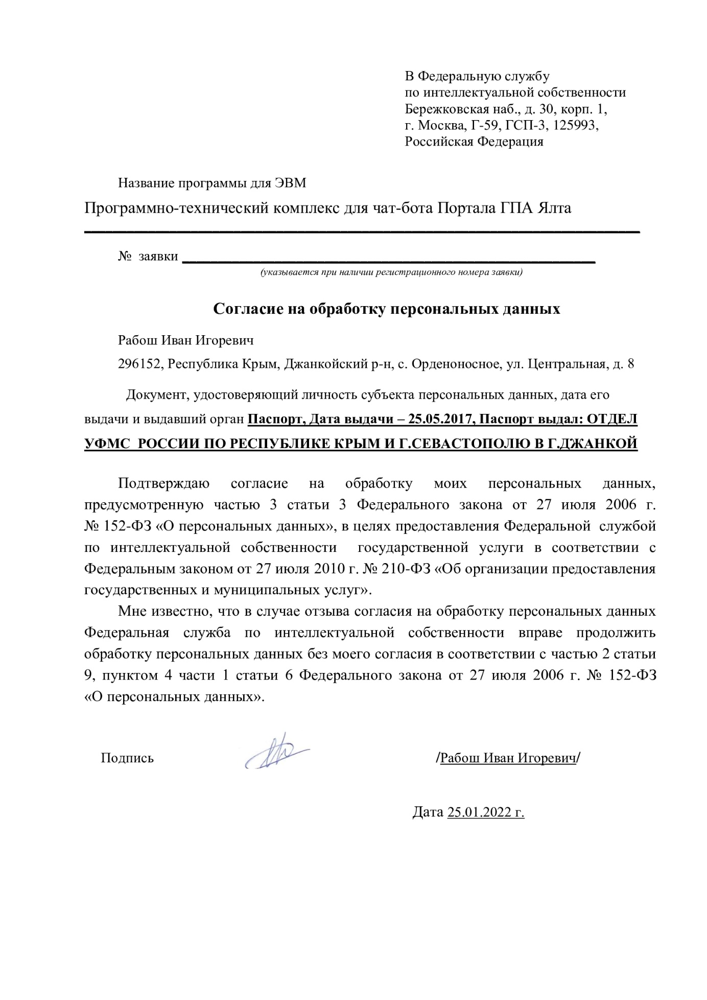 В Федеральную службу
по интеллектуальной собственности
Бережковская наб., д. 30, корп. 1,
г. Москва, Г-59, ГСП-3, 125993,
Российская Федерация
Название программы для ЭВМ
Программно-технический комплекс для чат-бота Портала ГПА Ялта
№ заявки
(указывается при наличии регистрационного номера заявки)
Согласие на обработку персональных данных
Рабош Иван Игоревич
296152, Республика Крым, Джанкойский р-н, с. Орденоносное, ул. Центральная, д. 8
Документ, удостоверяющий личность субъекта персональных данных, дата его
выдачи и выдавший орган Паспорт, Дата выдачи – 25.05.2017, Паспорт выдал: ОТДЕЛ
УФМС РОССИИ ПО РЕСПУБЛИКЕ КРЫМ И Г.СЕВАСТОПОЛЮ В Г.ДЖАНКОЙ
Подтверждаю согласие на обработку моих персональных данных,
предусмотренную частью 3 статьи 3 Федерального закона от 27 июля 2006 г.
№ 152-ФЗ «О персональных данных», в целях предоставления Федеральной службой
по интеллектуальной собственности государственной услуги в соответствии с
Федеральным законом от 27 июля 2010 г. № 210-ФЗ «Об организации предоставления
государственных и муниципальных услуг».
Мне известно, что в случае отзыва согласия на обработку персональных данных
Федеральная служба по интеллектуальной собственности вправе продолжить
обработку персональных данных без моего согласия в соответствии с частью 2 статьи
9, пунктом 4 части 1 статьи 6 Федерального закона от 27 июля 2006 г. № 152-ФЗ
«О персональных данных».
Подпись /Рабош Иван Игоревич/
Дата 25.01.2022 г.